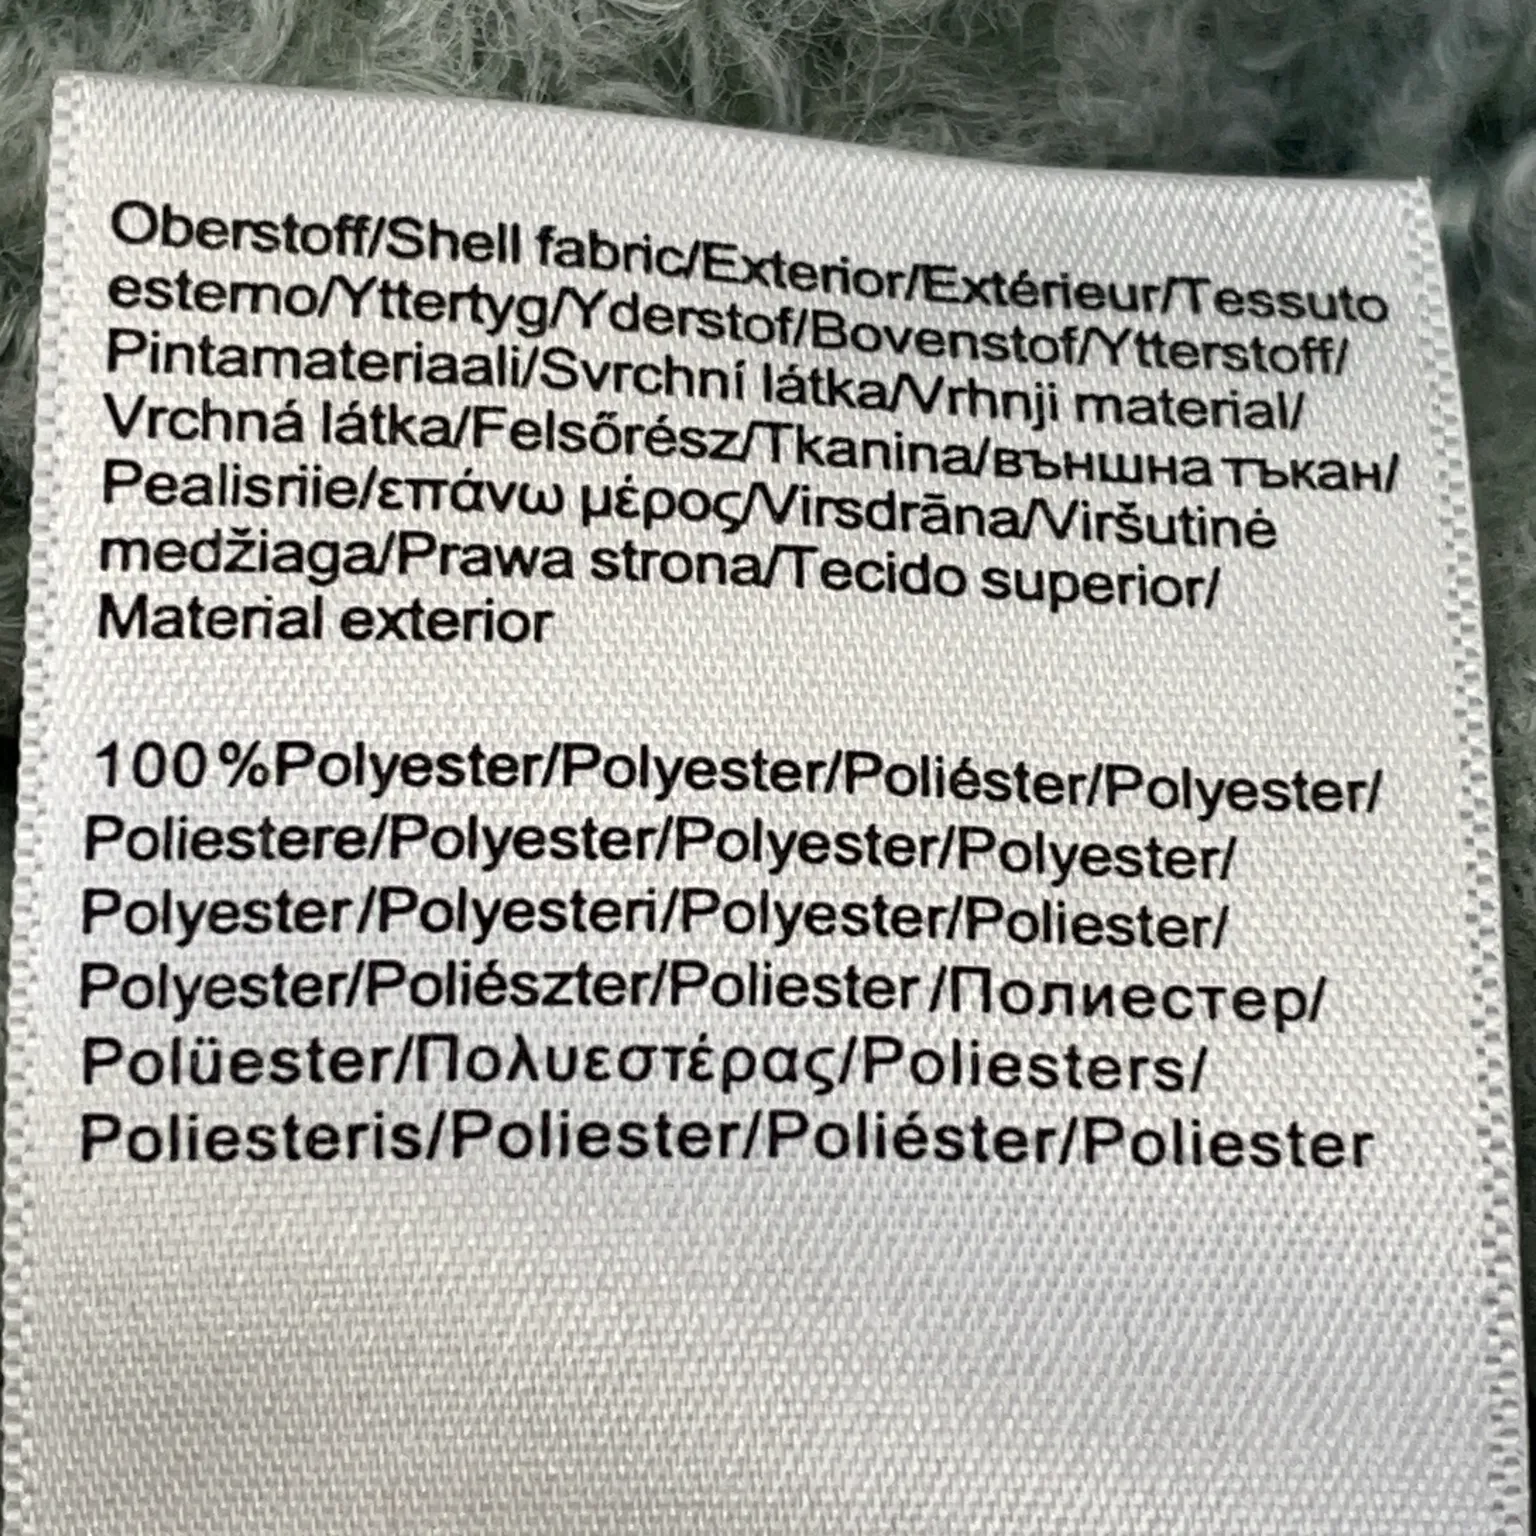 Oberstoff/Shell fabric/Exterior/Extérieur/Tessuto
esterno/Yttertyg/Yderstof/Bovenstof/Ytterstoff/
Pintamateriaali/Svrchní látka/Vrhnji material/
Vrchná látka/Felsőrész/Tkanina/външна тъкан/
Pealisriie/επάνω μέρος/Virsdrāna/Viršutinė
medžiaga/Prawa strona/Tecido superior/
Material exterior
100%Polyester/Polyester/Poliéster/Polyester/
Poliestere/Polyester/Polyester/Polyester/
Polyester/Polyesteri/Polyester/Poliester/
Polyester/Poliészter/Poliester/Полиестер/
Polüester/Πολυεστέρας/Poliesters/
Poliesteris/Poliester/Poliéster/Poliester